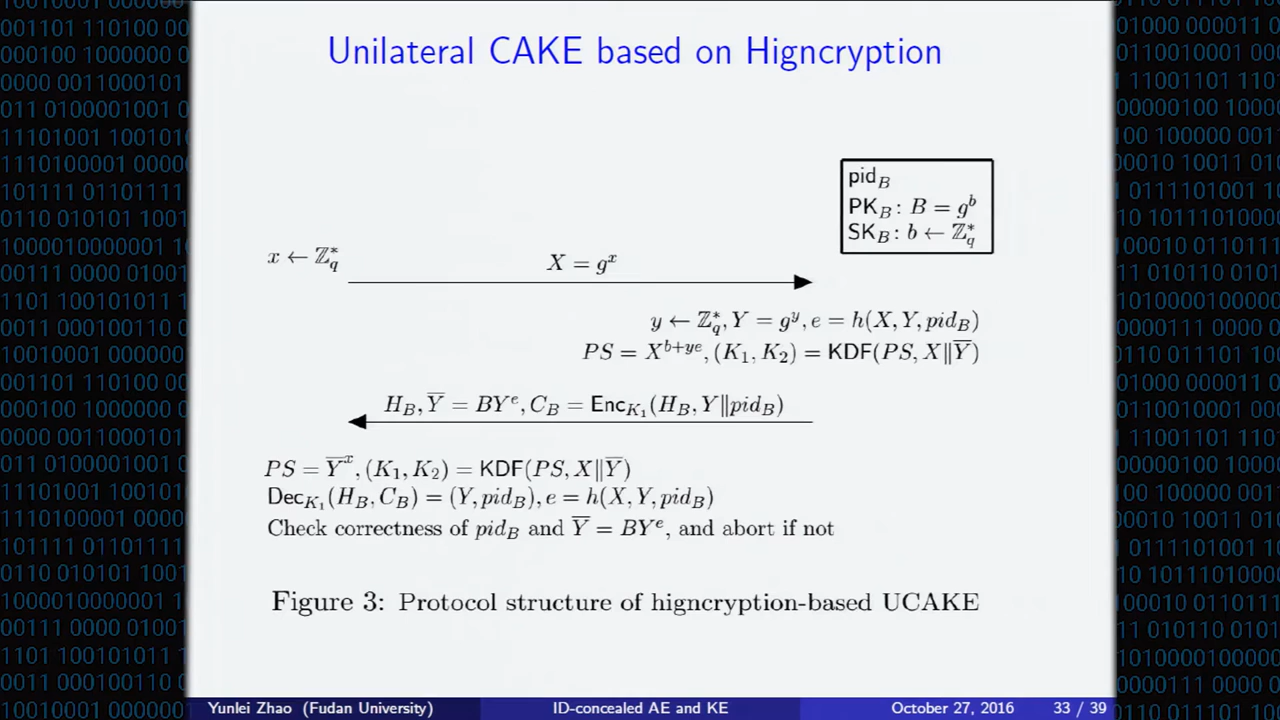 Unilateral CAKE based on Higncryption
pid_B
PK_B : B = g^b
SK_B : b ← ℤ_q^*
x ← ℤ_q^*
X = g^x
y ← ℤ_q^*, Y = g^y, e = h(X, Y, pid_B)
PS = X^{b+ye}, (K_1, K_2) = KDF(PS, X‖Y̅)
H_B, Y̅ = BY^e, C_B = Enc_{K_1}(H_B, Y‖pid_B)
PS = Y̅^x, (K_1, K_2) = KDF(PS, X‖Y̅)
Dec_{K_1}(H_B, C_B) = (Y, pid_B), e = h(X, Y, pid_B)
Check correctness of pid_B and Y̅ = BY^e, and abort if not
Figure 3: Protocol structure of higncryption-based UCAKE
Yunlei Zhao (Fudan University) ID-concealed AE and KE October 27, 2016 33 / 39